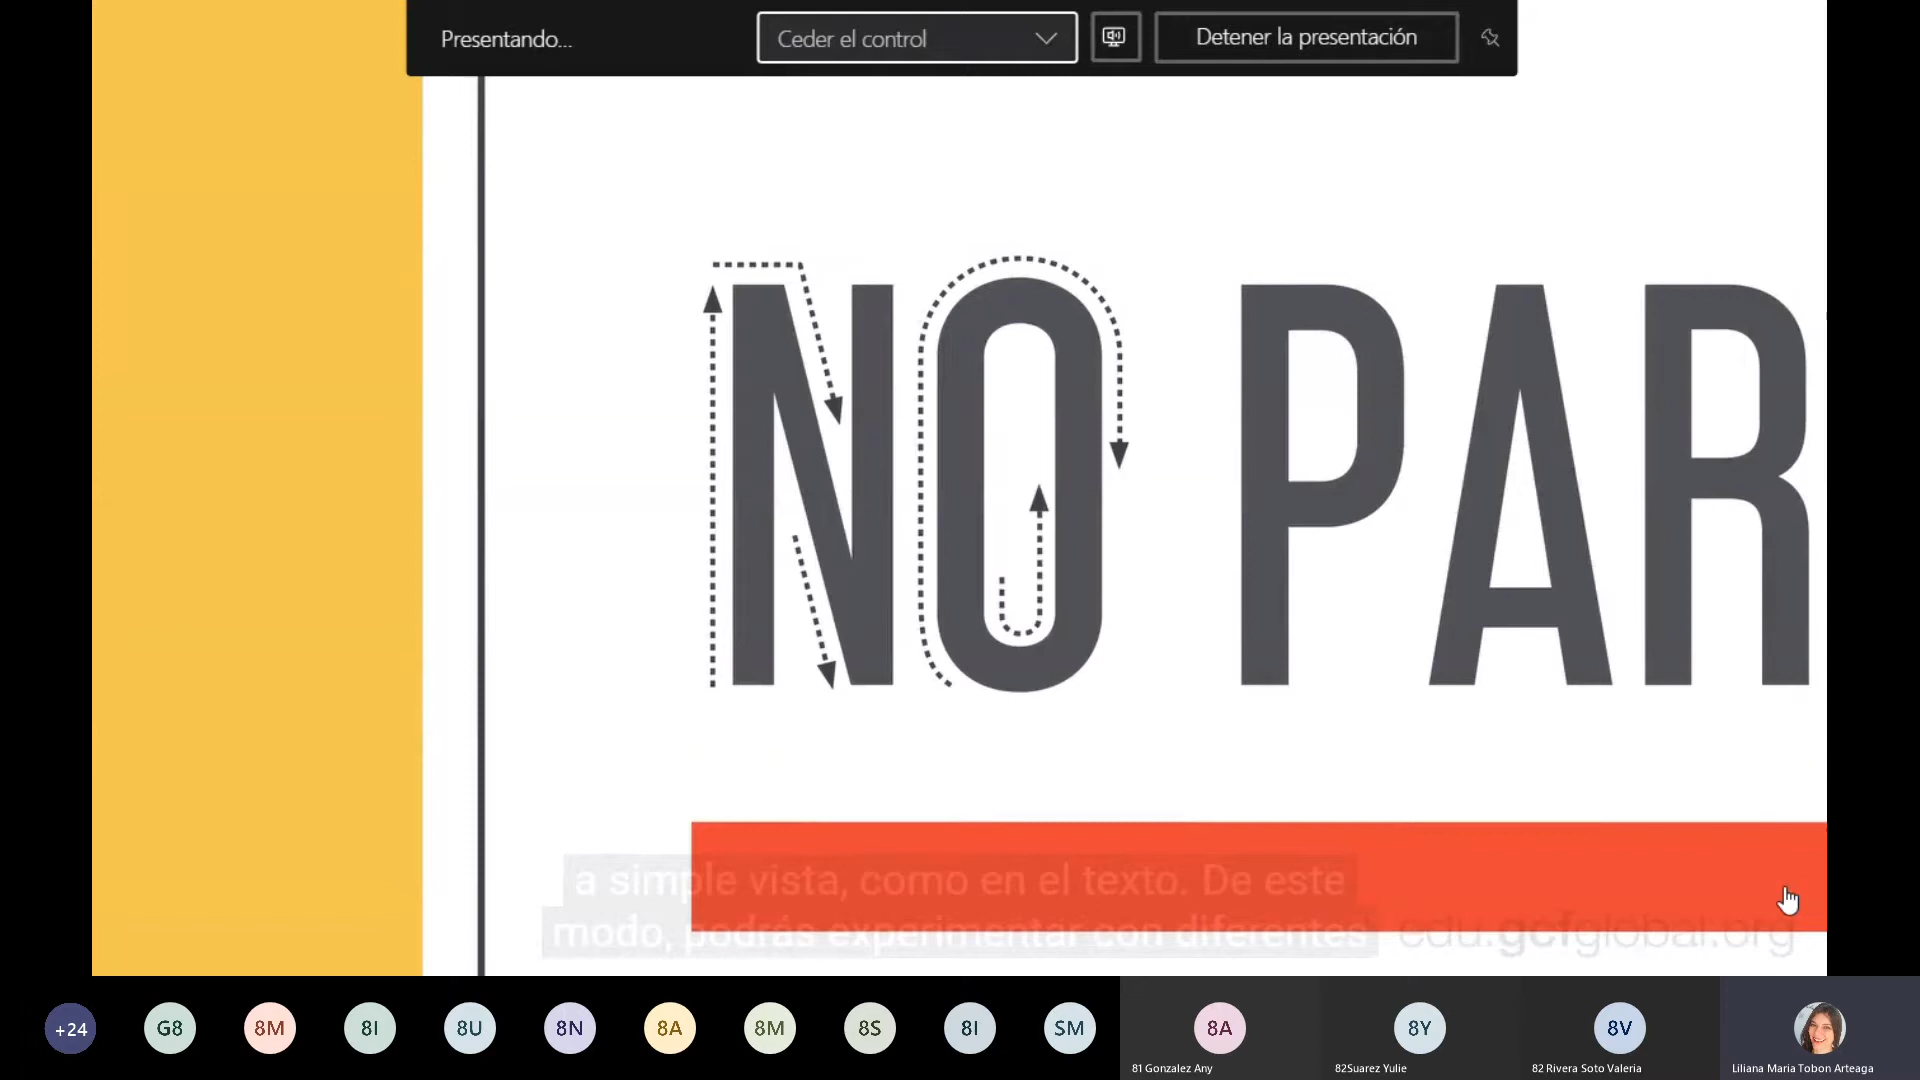 Presentando...
Ceder el control
Detener la presentación
NO PAR
a simple vista, como en el texto. De este
modo, podrás experimentar con diferentes
edu.gcfglobal.org
+24
G8
8M
8I
8U
8N
8A
8M
8S
8I
SM
8A
8Y
8V
81 Gonzalez Any
82Suarez Yulie
82 Rivera Soto Valeria
Liliana Maria Tobon Arteaga